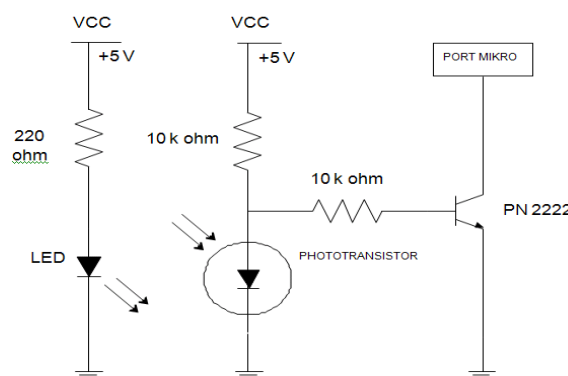 VCC
+5 V
220
ohm
LED
VCC
+5 V
10 k ohm
10 k ohm
PHOTOTRANSISTOR
PORT MIKRO
PN 2222